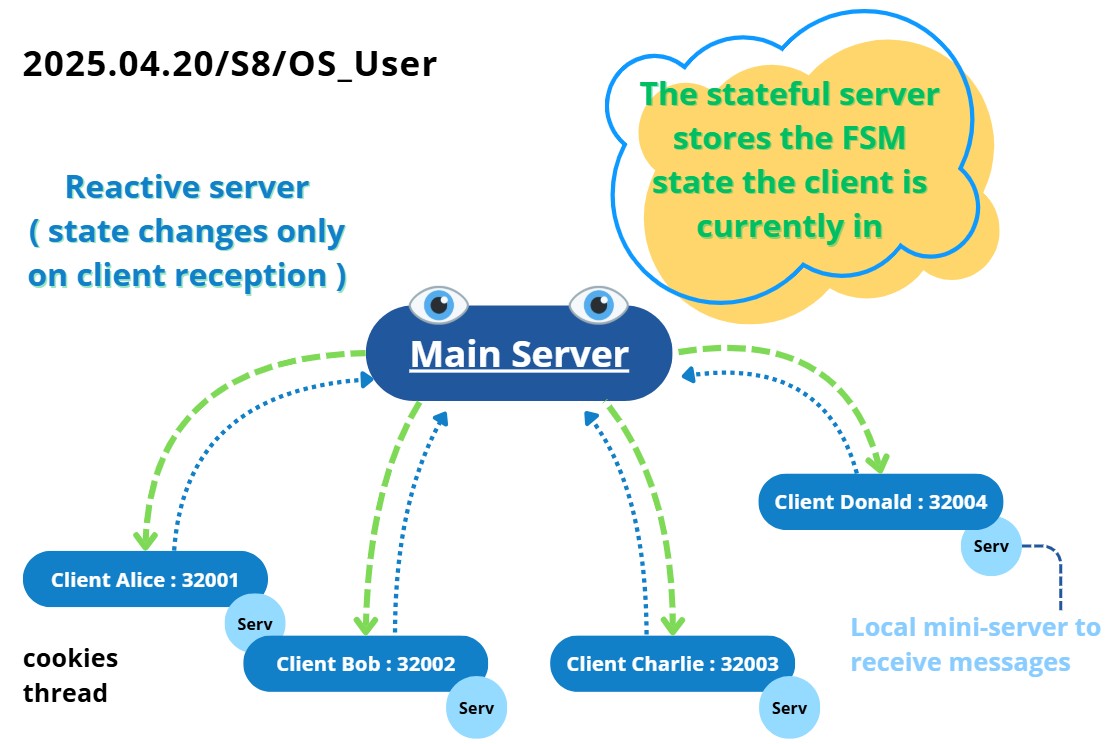 2025.04.20/S8/OS_User
The stateful server
stores the FSM
state the client is
currently in
Reactive server
( state changes only
on client reception )
Main Server
Client Donald : 32004
Serv
Client Alice : 32001
Serv
Local mini-server to
receive messages
cookies
thread
Client Bob : 32002
Serv
Client Charlie : 32003
Serv